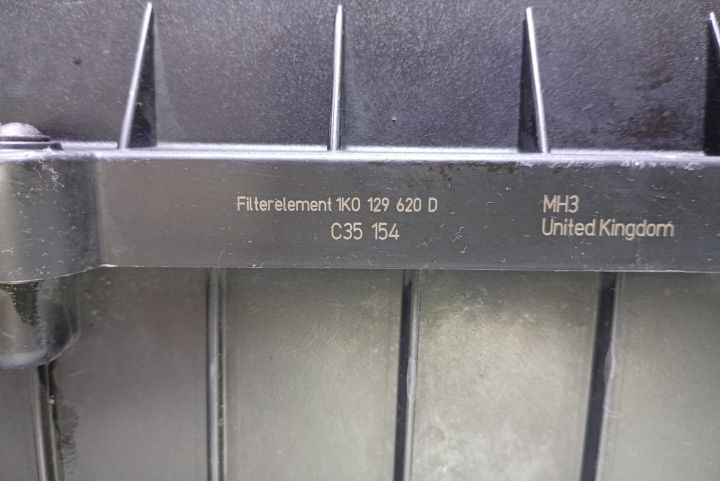 Filterelement 1K0 129 620 D
C35 154
MH3
United Kingdom